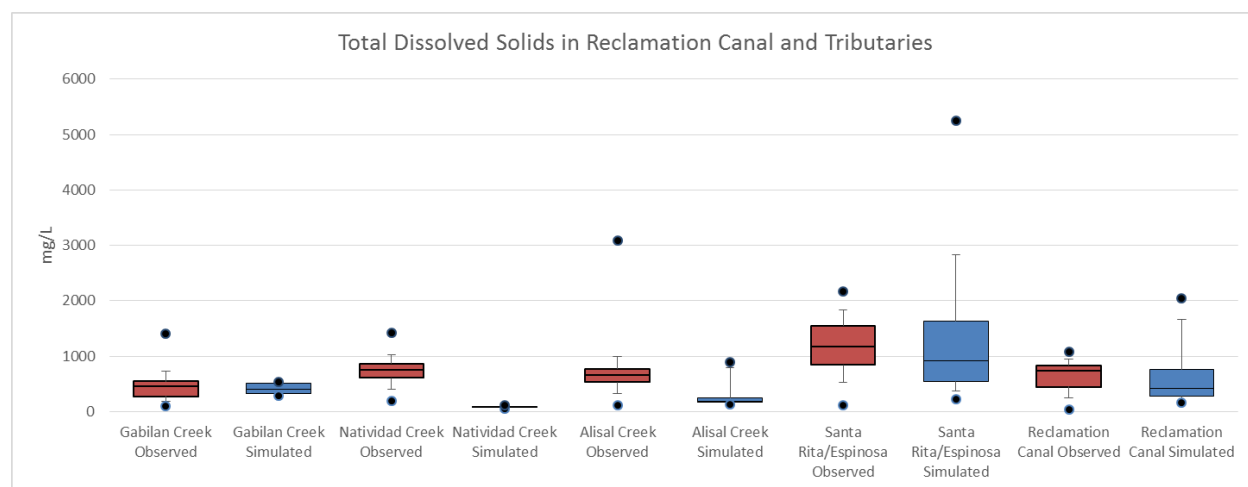 Total Dissolved Solids in Reclamation Canal and Tributaries
6000
5000
4000
3000
2000
1000
0
mg/L
Gabilan Creek
Observed
Gabilan Creek
Simulated
Natividad Creek
Observed
Natividad Creek
Simulated
Alisal Creek
Observed
Alisal Creek
Simulated
Santa
Rita/Espinosa
Observed
Santa
Rita/Espinosa
Simulated
Reclamation
Canal Observed
Reclamation
Canal Simulated